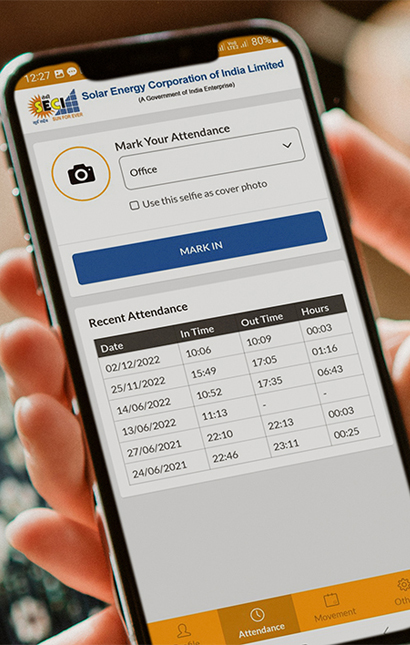 12:27 80%
सेकी
SECI
सूर्य सदैव
SUN FOR EVER
Solar Energy Corporation of India Limited
(A Government of India Enterprise)
Mark Your Attendance
Office
Use this selfie as cover photo
MARK IN
Recent Attendance
Date In Time Out Time Hours
02/12/2022 10:06 10:09 00:03
25/11/2022 15:49 17:05 01:16
14/06/2022 10:52 17:35 06:43
13/06/2022 11:13 - -
27/06/2021 22:10 22:13 00:03
24/06/2021 22:46 23:11 00:25
Attendance Movement Oth